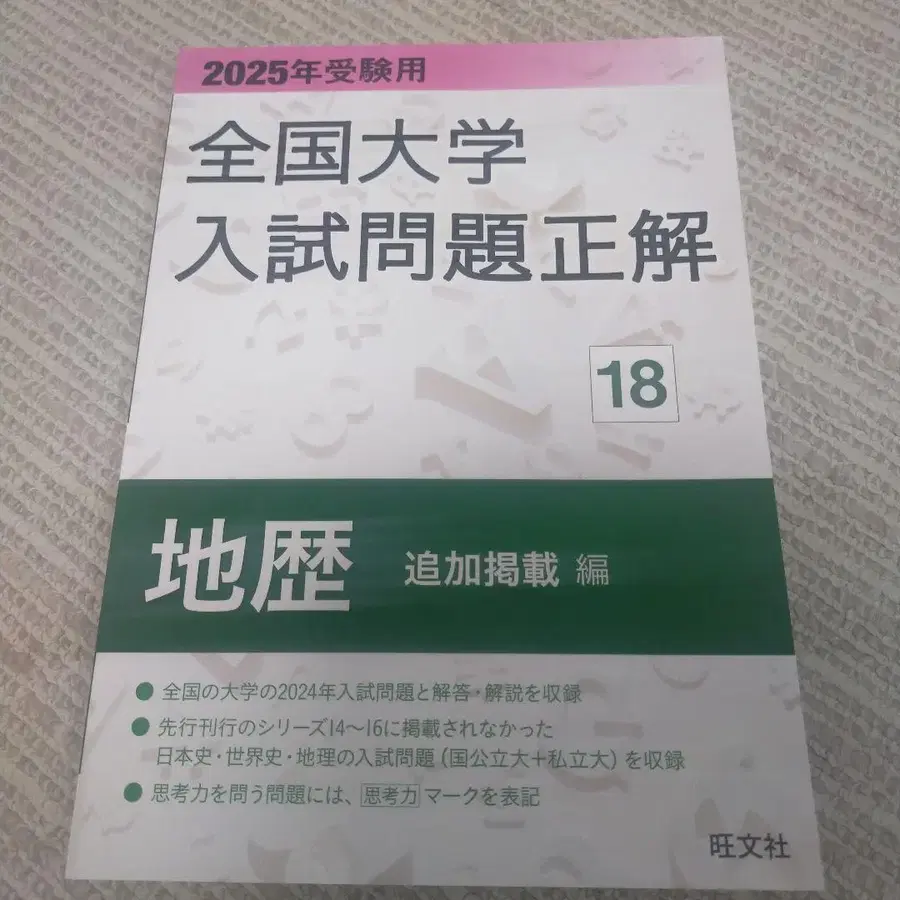 2025年受験用
全国大学
入試問題正解
18
地歴 追加掲載 編
● 全国の大学の2024年入試問題と解答・解説を収録
● 先行刊行のシリーズ14〜16に掲載されなかった
日本史・世界史・地理の入試問題(国公立大+私立大)を収録
● 思考力を問う問題には、思考力マークを表記
旺文社